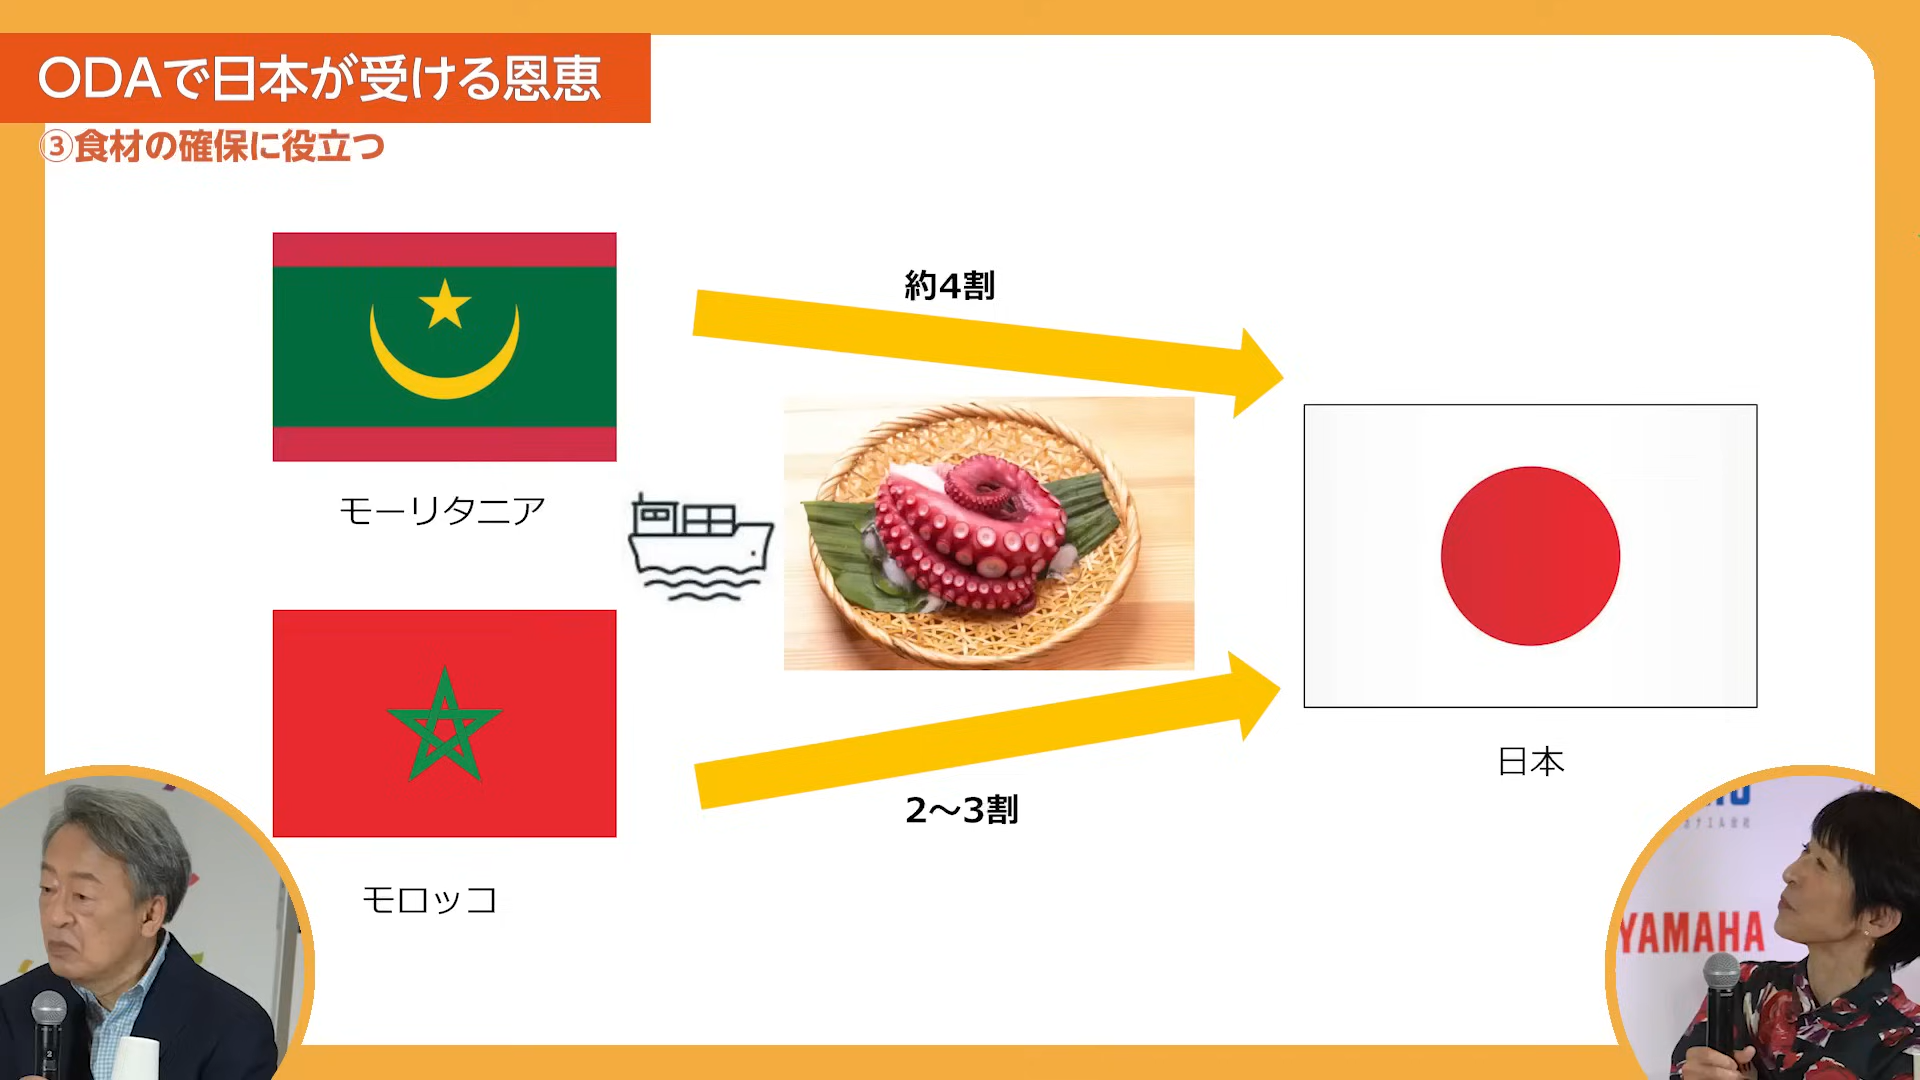 ODAで日本が受ける恩恵
③食材の確保に役立つ
約4割
モーリタニア
日本
2〜3割
モロッコ
YAMAHA